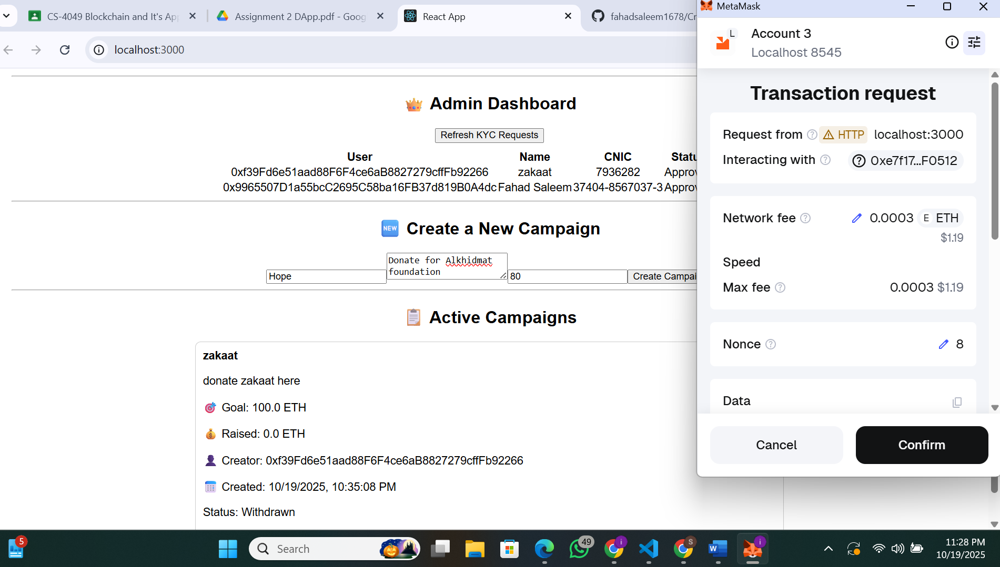 CS-4049 Blockchain and It's App
Assignment 2 DApp.pdf - Goog
React App
fahadsaleem1678/Cr
localhost:3000
Admin Dashboard
Refresh KYC Requests
User Name CNIC Statu
0xf39Fd6e51aad88F6F4ce6aB8827279cffFb92266 zakaat 7936282 Approv
0x9965507D1a55bcC2695C58ba16FB37d819B0A4dc Fahad Saleem 37404-8567037-3 Approv
NEW Create a New Campaign
Hope
Donate for Alkhidmat
foundation
80
Create Campai
Active Campaigns
zakaat
donate zakaat here
Goal: 100.0 ETH
Raised: 0.0 ETH
Creator: 0xf39Fd6e51aad88F6F4ce6aB8827279cffFb92266
Created: 10/19/2025, 10:35:08 PM
Status: Withdrawn
MetaMask
L
Account 3
Localhost 8545
Transaction request
Request from HTTP localhost:3000
Interacting with 0xe7f17...F0512
Network fee 0.0003 E ETH
$1.19
Speed
Max fee 0.0003 $1.19
Nonce 8
Data
Cancel Confirm
5
Search
49
i
S
W
i
11:28 PM
10/19/2025